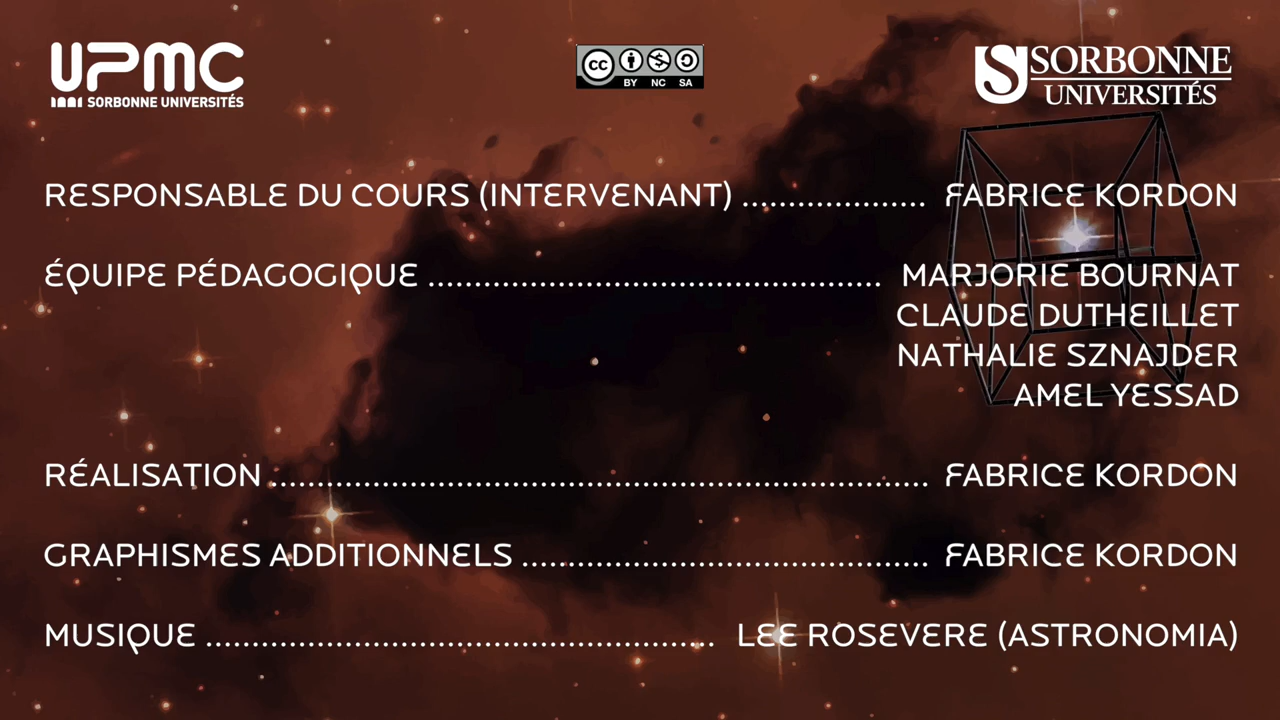 UPMC
SORBONNE UNIVERSITÉS
CC
BY NC SA
SORBONNE
UNIVERSITÉS
RESPONSABLE DU COURS (INTERVENANT) .................... FABRICE KORDON
ÉQUIPE PÉDAGOGIQUE ................................................. MARJORIE BOURNAT
CLAUDE DUTHEILLET
NATHALIE SZNAJDER
AMEL YESSAD
RÉALISATION ....................................................................... FABRICE KORDON
GRAPHISMES ADDITIONNELS ............................................ FABRICE KORDON
MUSIQUE ....................................................... LEE ROSEVERE (ASTRONOMIA)